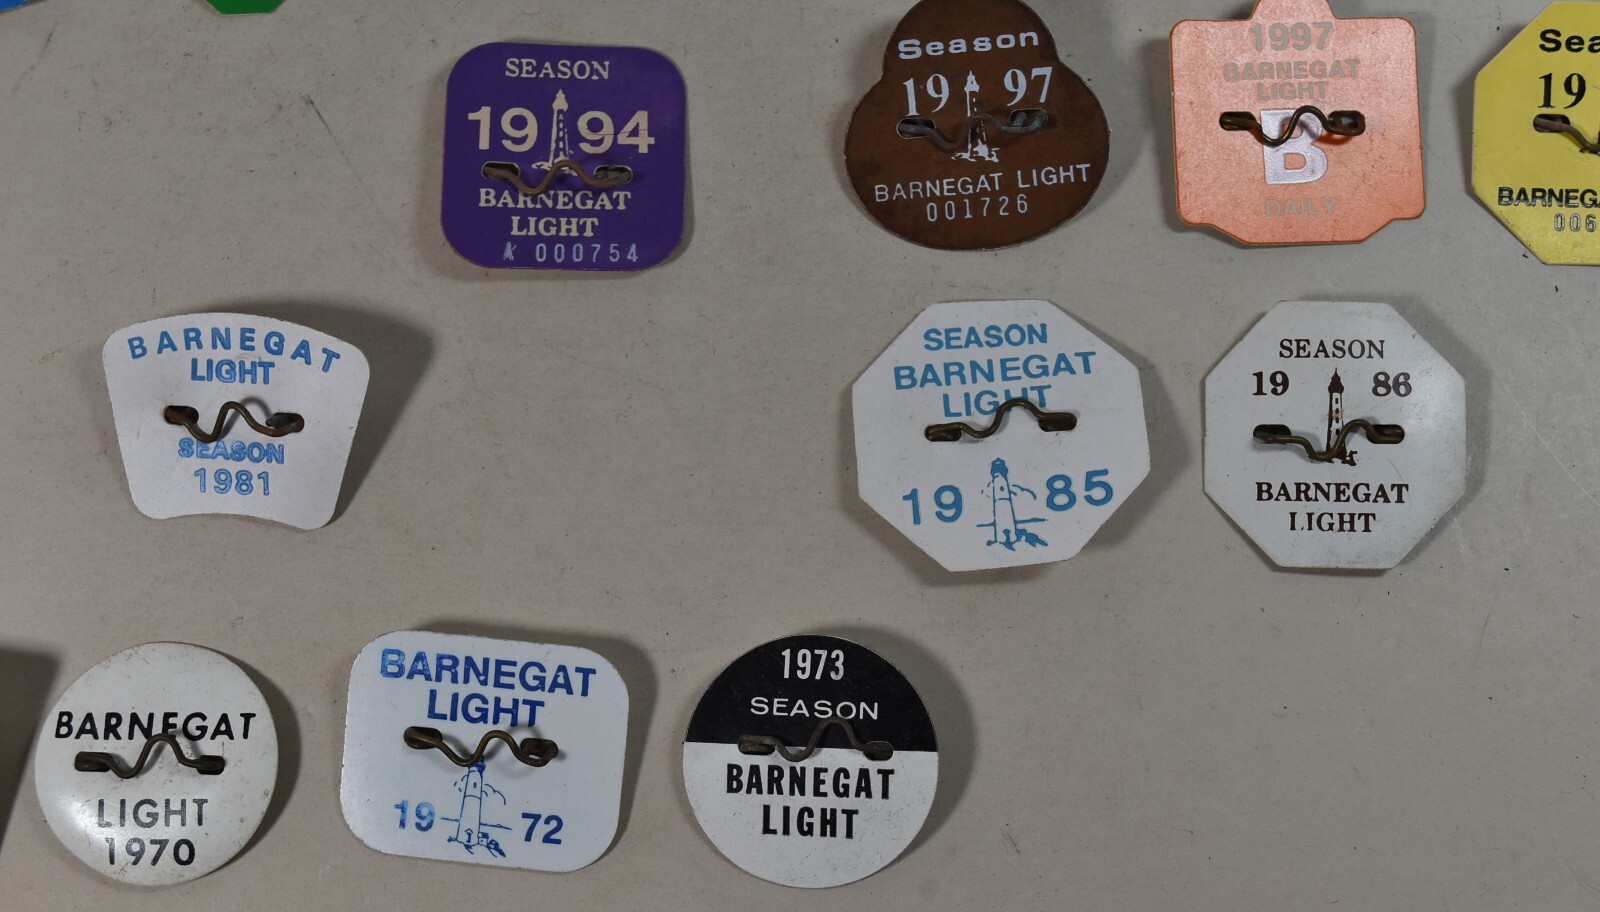 SEASON
19 94
BARNEGAT
LIGHT
A 000754
Season
19 97
BARNEGAT LIGHT
001726
1997
BARNEGAT
LIGHT
B
DAILY
19
BARNEGAT
LIGHT
SEASON
1981
SEASON
BARNEGAT
LIGHT
19 85
SEASON
19 86
BARNEGAT
LIGHT
BARNEGAT
LIGHT
1970
BARNEGAT
LIGHT
19 72
1973
SEASON
BARNEGAT
LIGHT